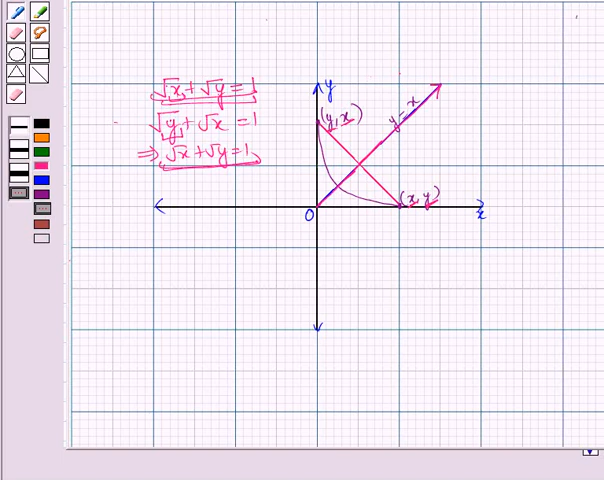 √x + √y = 1
√y + √x = 1
⇒ √x + √y = 1
y
(y, x)
y = x
(x, y)
O
x